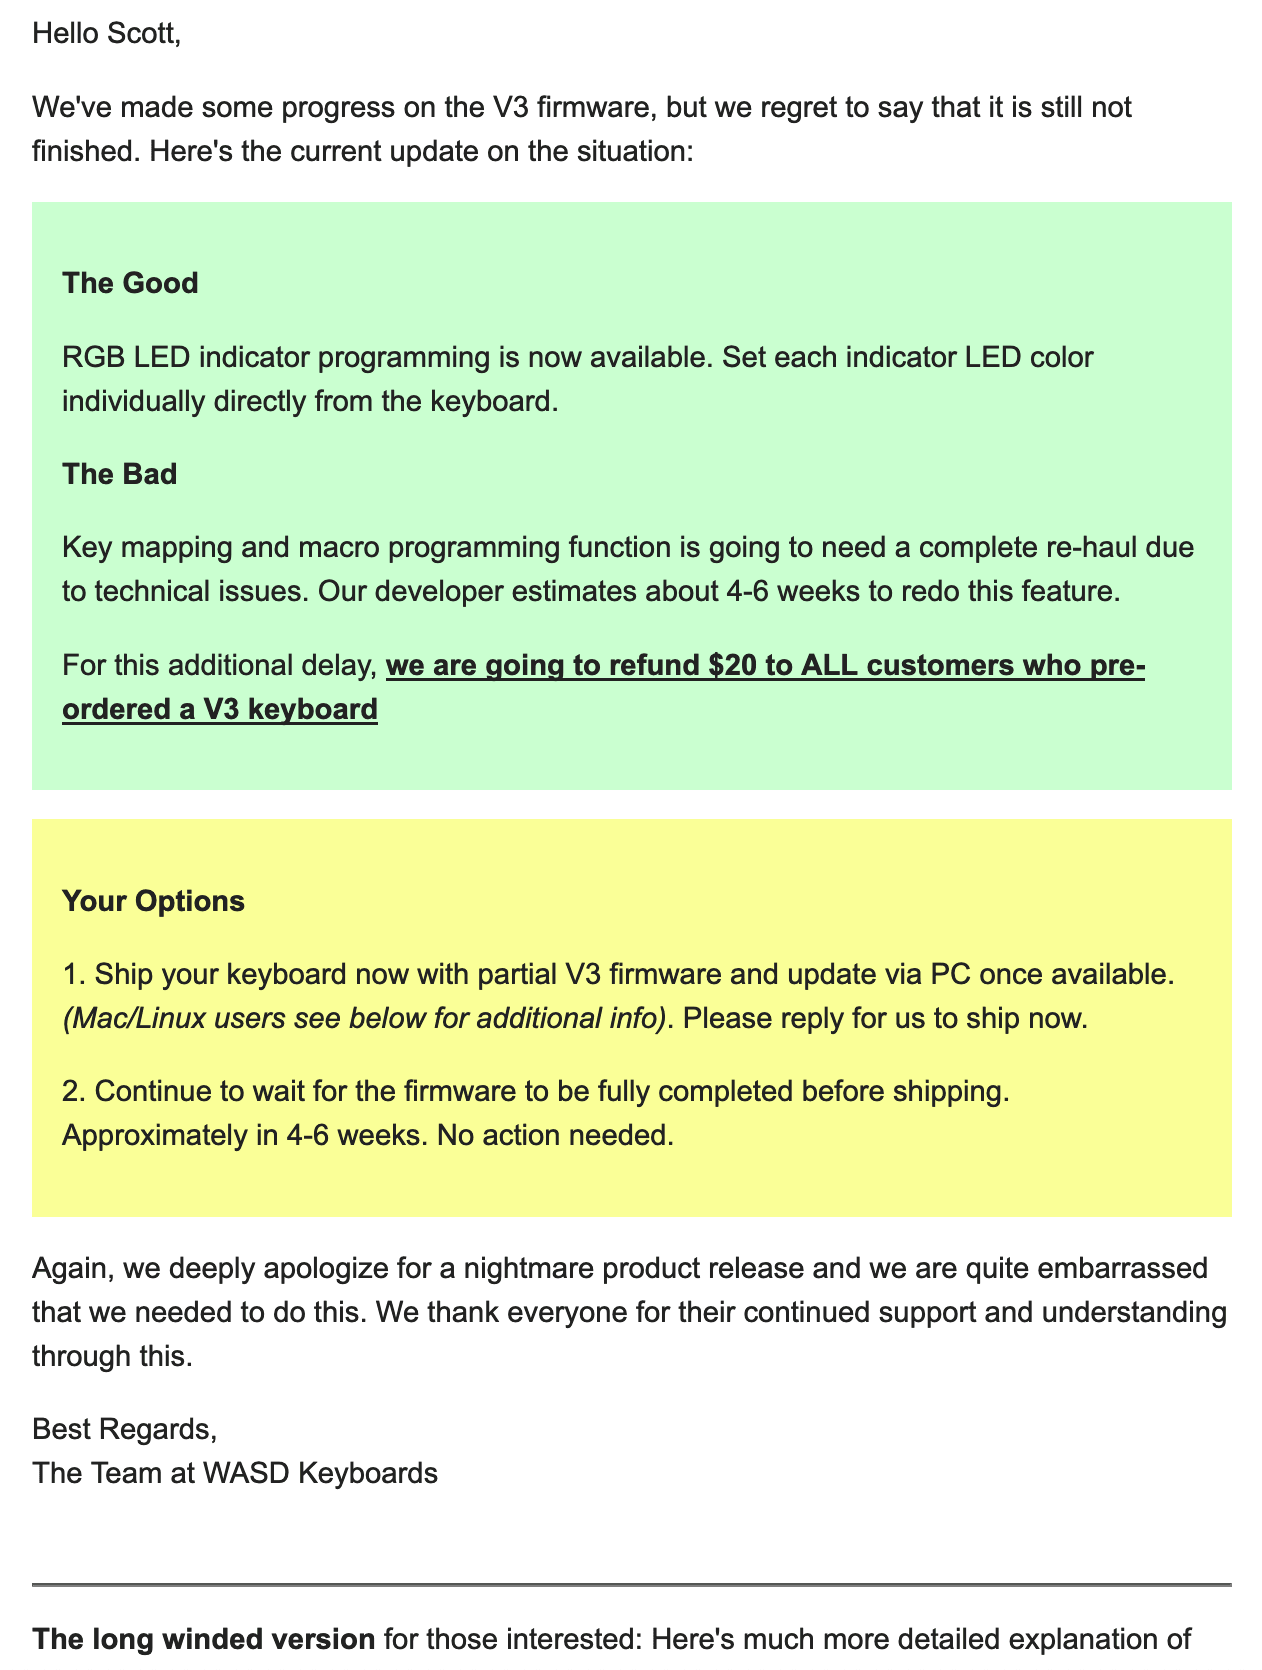 Hello Scott,
We've made some progress on the V3 firmware, but we regret to say that it is still not
finished. Here's the current update on the situation:
The Good
RGB LED indicator programming is now available. Set each indicator LED color
individually directly from the keyboard.
The Bad
Key mapping and macro programming function is going to need a complete re-haul due
to technical issues. Our developer estimates about 4-6 weeks to redo this feature.
For this additional delay, we are going to refund $20 to ALL customers who pre-
ordered a V3 keyboard
Your Options
1. Ship your keyboard now with partial V3 firmware and update via PC once available.
(Mac/Linux users see below for additional info). Please reply for us to ship now.
2. Continue to wait for the firmware to be fully completed before shipping.
Approximately in 4-6 weeks. No action needed.
Again, we deeply apologize for a nightmare product release and we are quite embarrassed
that we needed to do this. We thank everyone for their continued support and understanding
through this.
Best Regards,
The Team at WASD Keyboards
The long winded version for those interested: Here's much more detailed explanation of